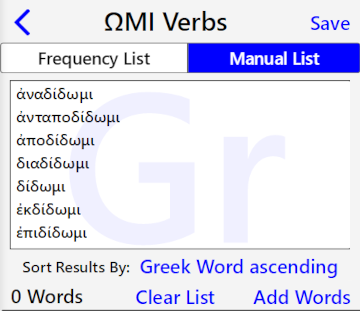 ΩΜΙ Verbs
Save
Frequency List
Manual List
ἀναδίδωμι
ἀνταποδίδωμι
ἀποδίδωμι
διαδίδωμι
δίδωμι
ἐκδίδωμι
ἐπιδίδωμι
Gr
Sort Results By: Greek Word ascending
0 Words
Clear List
Add Words